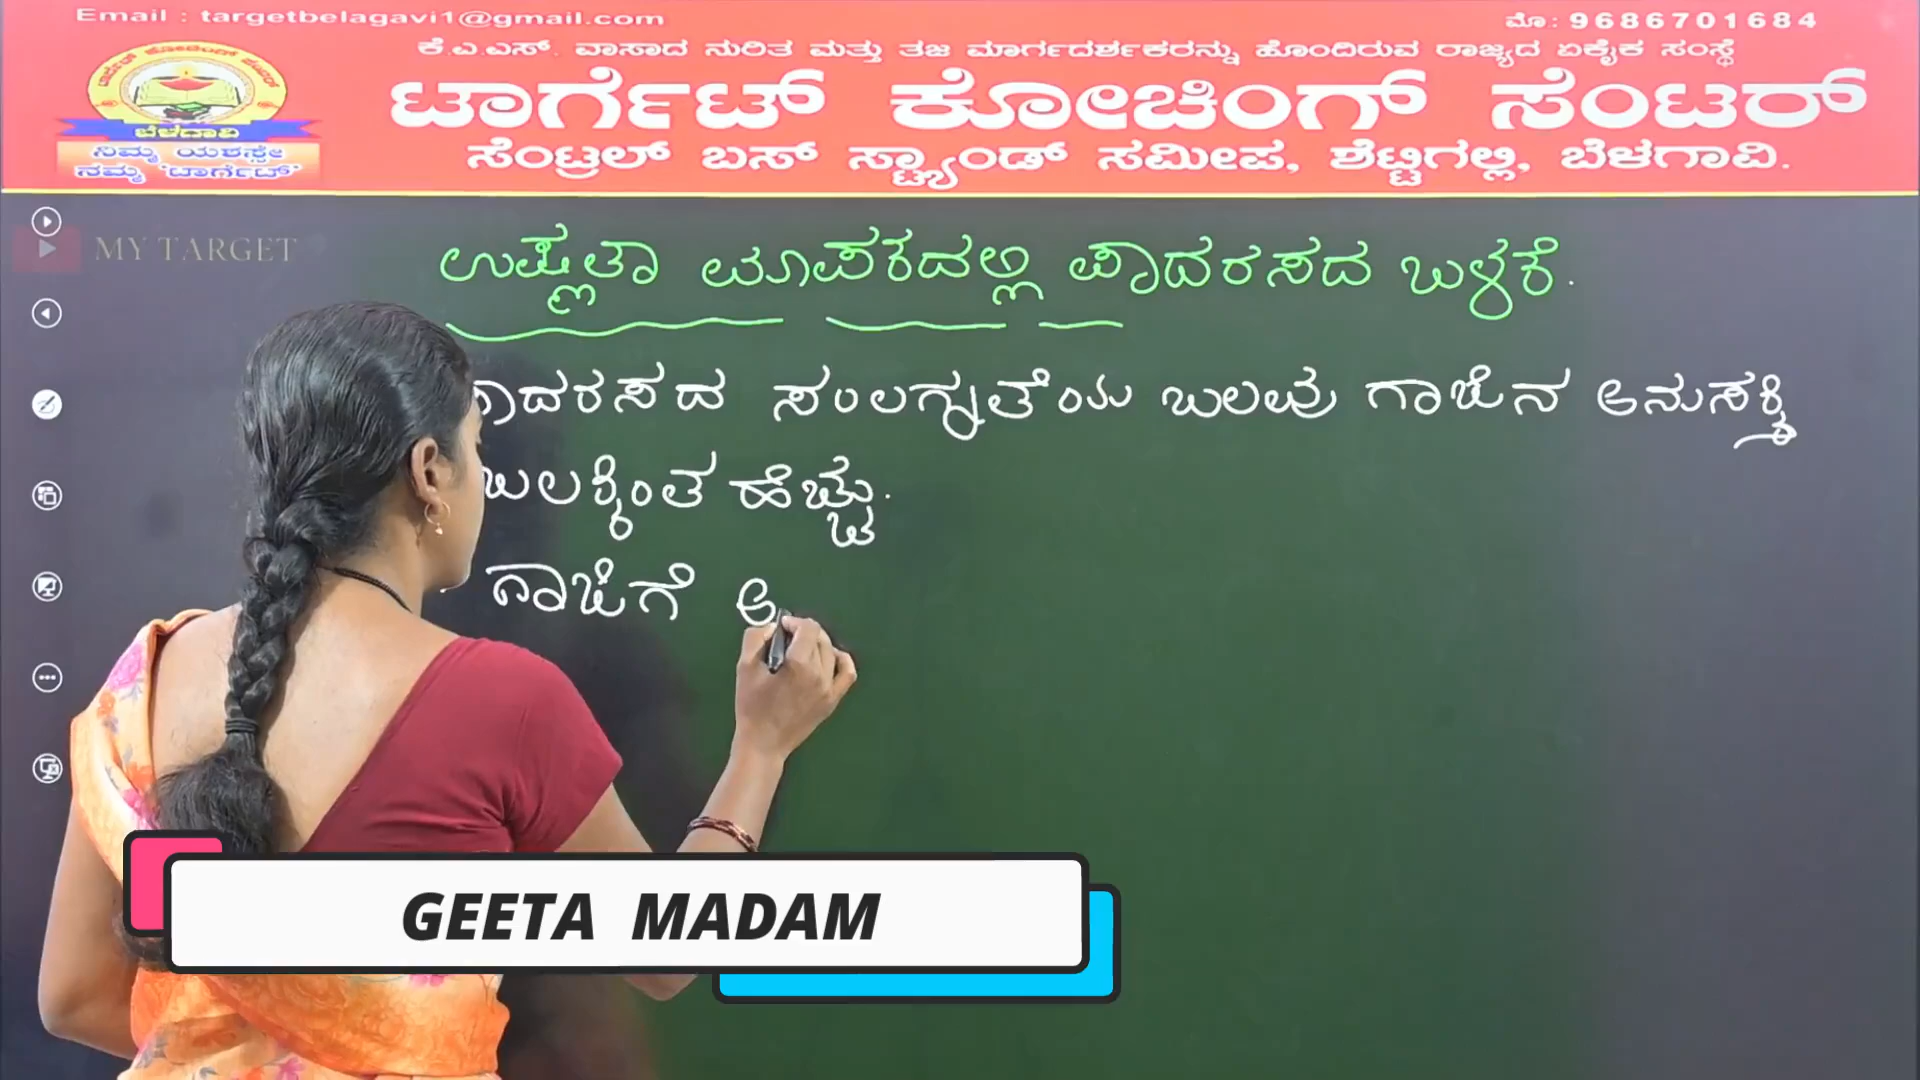 Email : targetbelagavi1@gmail.com
ಮೊ: 9686701684
ಕೆ.ಎ.ಎಸ್. ಪಾಸಾದ ನುರಿತ ಮತ್ತು ತಜ್ಞ ಮಾರ್ಗದರ್ಶಕರನ್ನು ಹೊಂದಿರುವ ರಾಜ್ಯದ ಏಕೈಕ ಸಂಸ್ಥೆ
ಟಾರ್ಗೆಟ್ ಕೋಚಿಂಗ್ ಸೆಂಟರ್
ಸೆಂಟ್ರಲ್ ಬಸ್ ಸ್ಟ್ಯಾಂಡ್ ಸಮೀಪ, ಶೆಟ್ಟಿಗಲ್ಲಿ, ಬೆಳಗಾವಿ.
ಬೆಳಗಾವಿ
ನಿಮ್ಮ ಯಶಸ್ಸೇ
ನಮ್ಮ 'ಟಾರ್ಗೆಟ್'
MY TARGET
ಉಷ್ಣತಾ ಮಾಪಕದಲ್ಲಿ ಪಾದರಸದ ಬಳಕೆ.
ಪಾದರಸದ ಸಂಲಗ್ನತೆಯ ಬಲವು ಗಾಜಿನ ಅನುಸಕ್ತಿ
ಬಲಕ್ಕಿಂತ ಹೆಚ್ಚು.
ಗಾಜಿಗೆ ಅ
GEETA MADAM